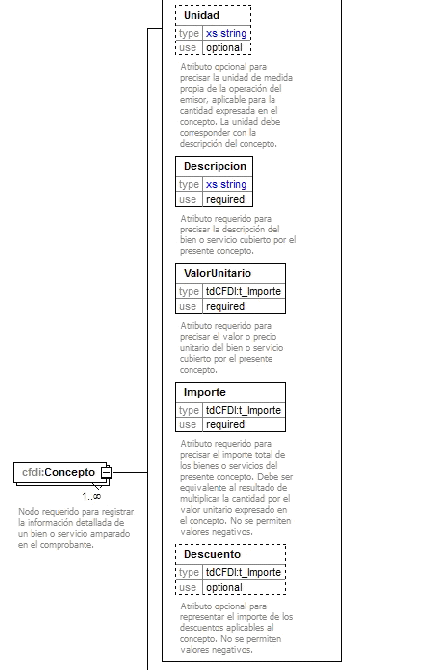 Unidad
type xs:string
use optional
Atributo opcional para
precisar la unidad de medida
propia de la operación del
emisor, aplicable para la
cantidad expresada en el
concepto. La unidad debe
corresponder con la
descripción del concepto.
Descripcion
type xs:string
use required
Atributo requerido para
precisar la descripción del
bien o servicio cubierto por el
presente concepto.
ValorUnitario
type tdCFDI:t_Importe
use required
Atributo requerido para
precisar el valor o precio
unitario del bien o servicio
cubierto por el presente
concepto.
Importe
type tdCFDI:t_Importe
use required
Atributo requerido para
precisar el importe total de
los bienes o servicios del
presente concepto. Debe ser
equivalente al resultado de
multiplicar la cantidad por el
valor unitario expresado en
el concepto. No se permiten
valores negativos.
cfdi:Concepto
1..∞
Nodo requerido para registrar
la información detallada de
un bien o servicio amparado
en el comprobante.
Descuento
type tdCFDI:t_Importe
use optional
Atributo opcional para
representar el importe de los
descuentos aplicables al
concepto. No se permiten
valores negativos.